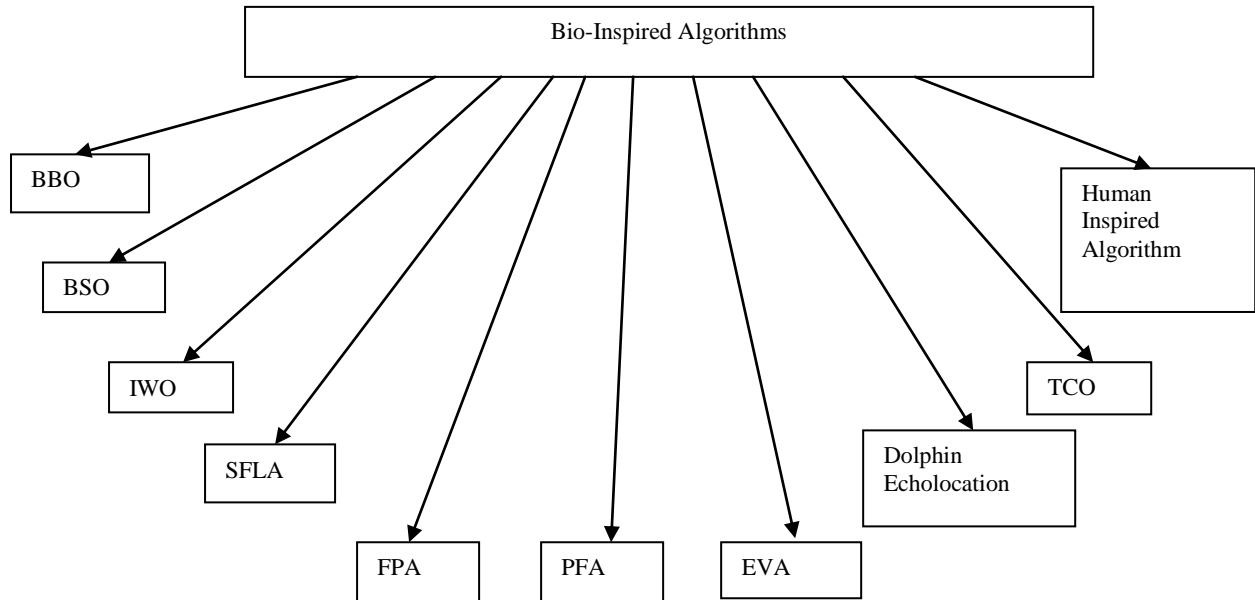 Bio-Inspired Algorithms
BBO
Human
Inspired
Algorithm
BSO
IWO
TCO
SFLA
Dolphin
Echolocation
FPA
PFA
EVA